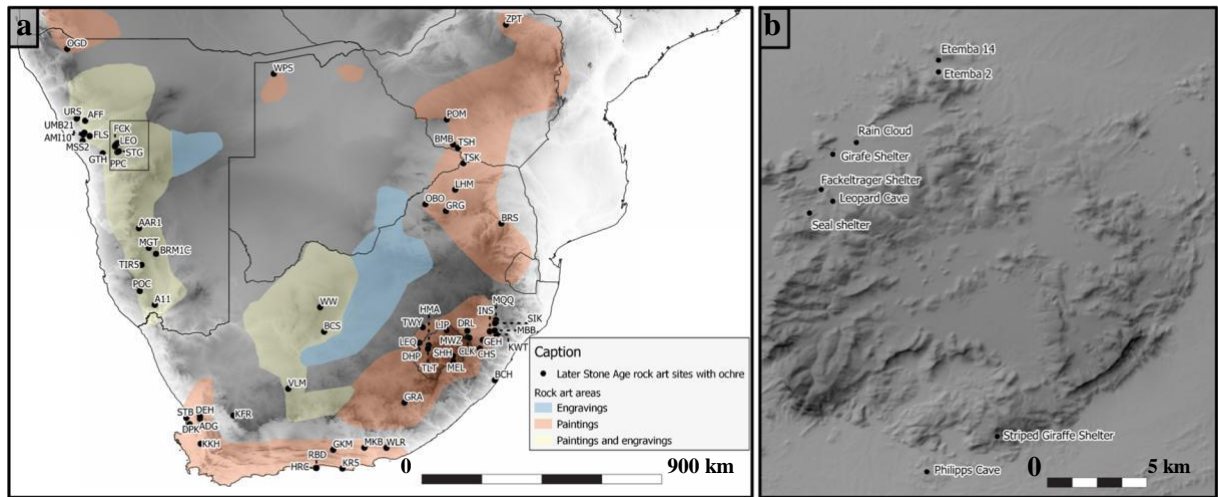 a
ZPT
OGD
WPS
URS
AFF
POM
UMB21
FLS
FCK
LEO
AMI10
MSS2
STG
GTH
PPC
BMB
TSH
TSK
LHM
OBO
GRG
BRS
AAR1
MGT
BRM1C
TIR5
POC
A11
WW
BCS
HMA
INS
MQQ
TWY
LIP
DRL
SIK
MBB
LEQ
MWZ
GEH
KWT
DHP
SHH
CLK
CHS
TLT
MEL
BCH
VLM
GRA
STB
DEH
KFR
DPK
ADG
KKH
GKM
MKB
WLR
RBD
HRC
KRS
0 900 km
Caption
Later Stone Age rock art sites with ochre
Rock art areas
Engravings
Paintings
Paintings and engravings
b
Etemba 14
Etemba 2
Rain Cloud
Girafe Shelter
Fackeltrager Shelter
Leopard Cave
Seal shelter
Striped Giraffe Shelter
Philipps Cave
0 5 km